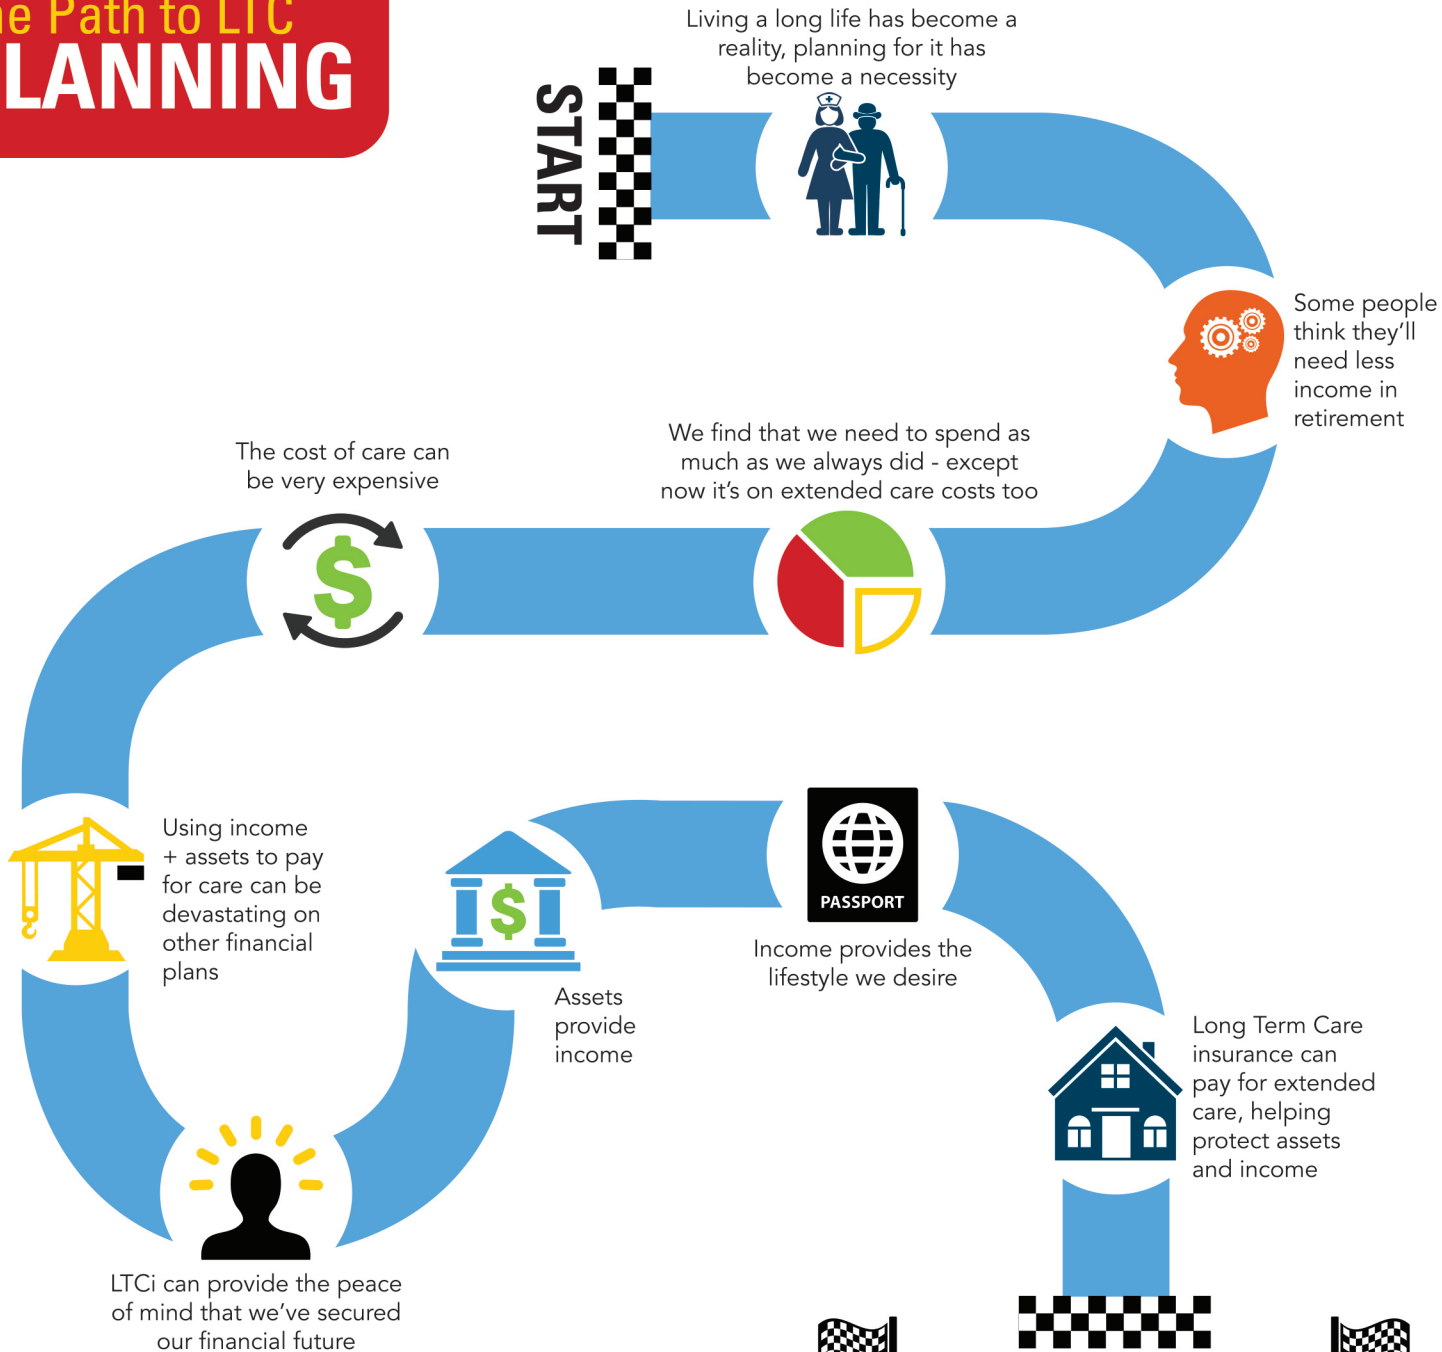 Path to LTC
LANNING
START
Living a long life has become a
reality, planning for it has
become a necessity
Some people
think they'll
need less
income in
retirement
We find that we need to spend as
much as we always did - except
now it's on extended care costs too
The cost of care can
be very expensive
$
Using income
+ assets to pay
for care can be
devastating on
other financial
plans
LTCi can provide the peace
of mind that we've secured
our financial future
$
Assets
provide
income
PASSPORT
Income provides the
lifestyle we desire
Long Term Care
insurance can
pay for extended
care, helping
protect assets
and income